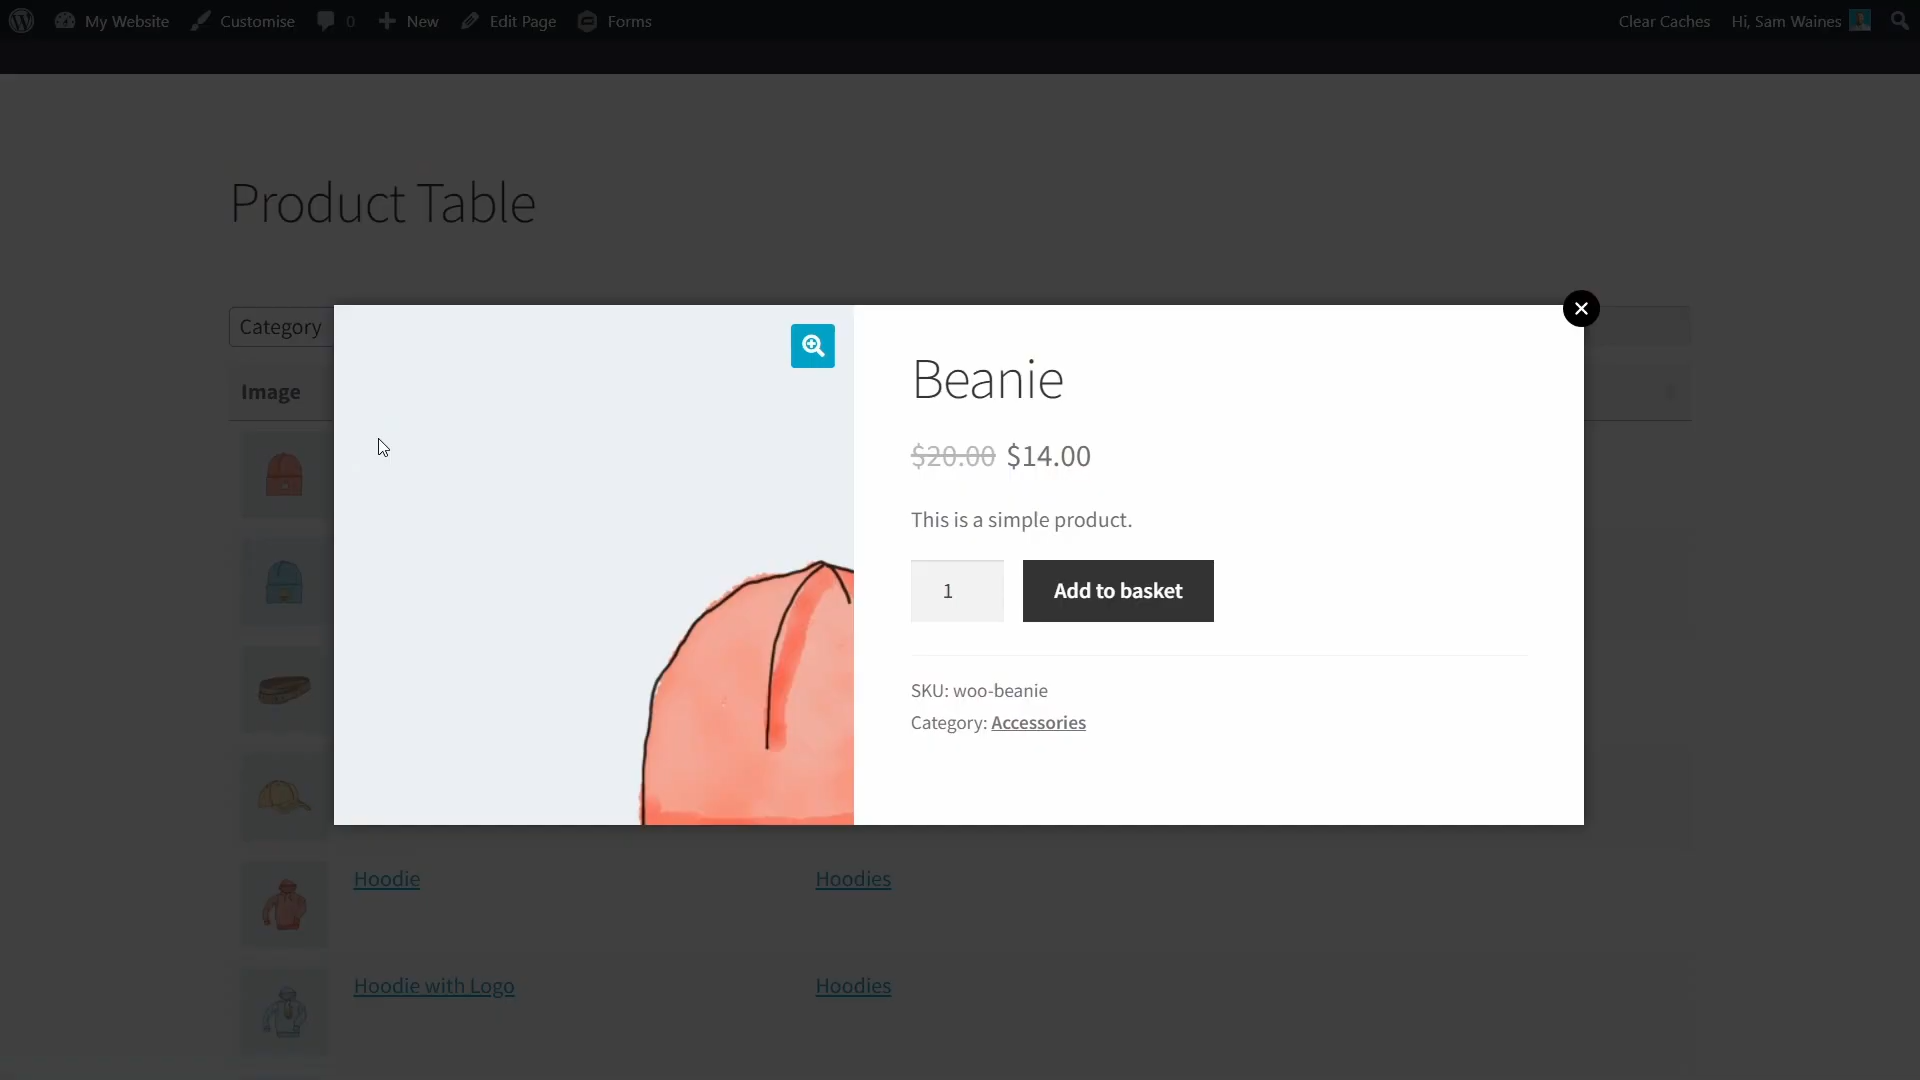 My Website Customise 0 New Edit Page Forms Clear Caches Hi, Sam Waines
Product Table
Category
Image
Beanie
$20.00 $14.00
This is a simple product.
1 Add to basket
SKU: woo-beanie
Category: Accessories
Hoodie Hoodies
Hoodie with Logo Hoodies